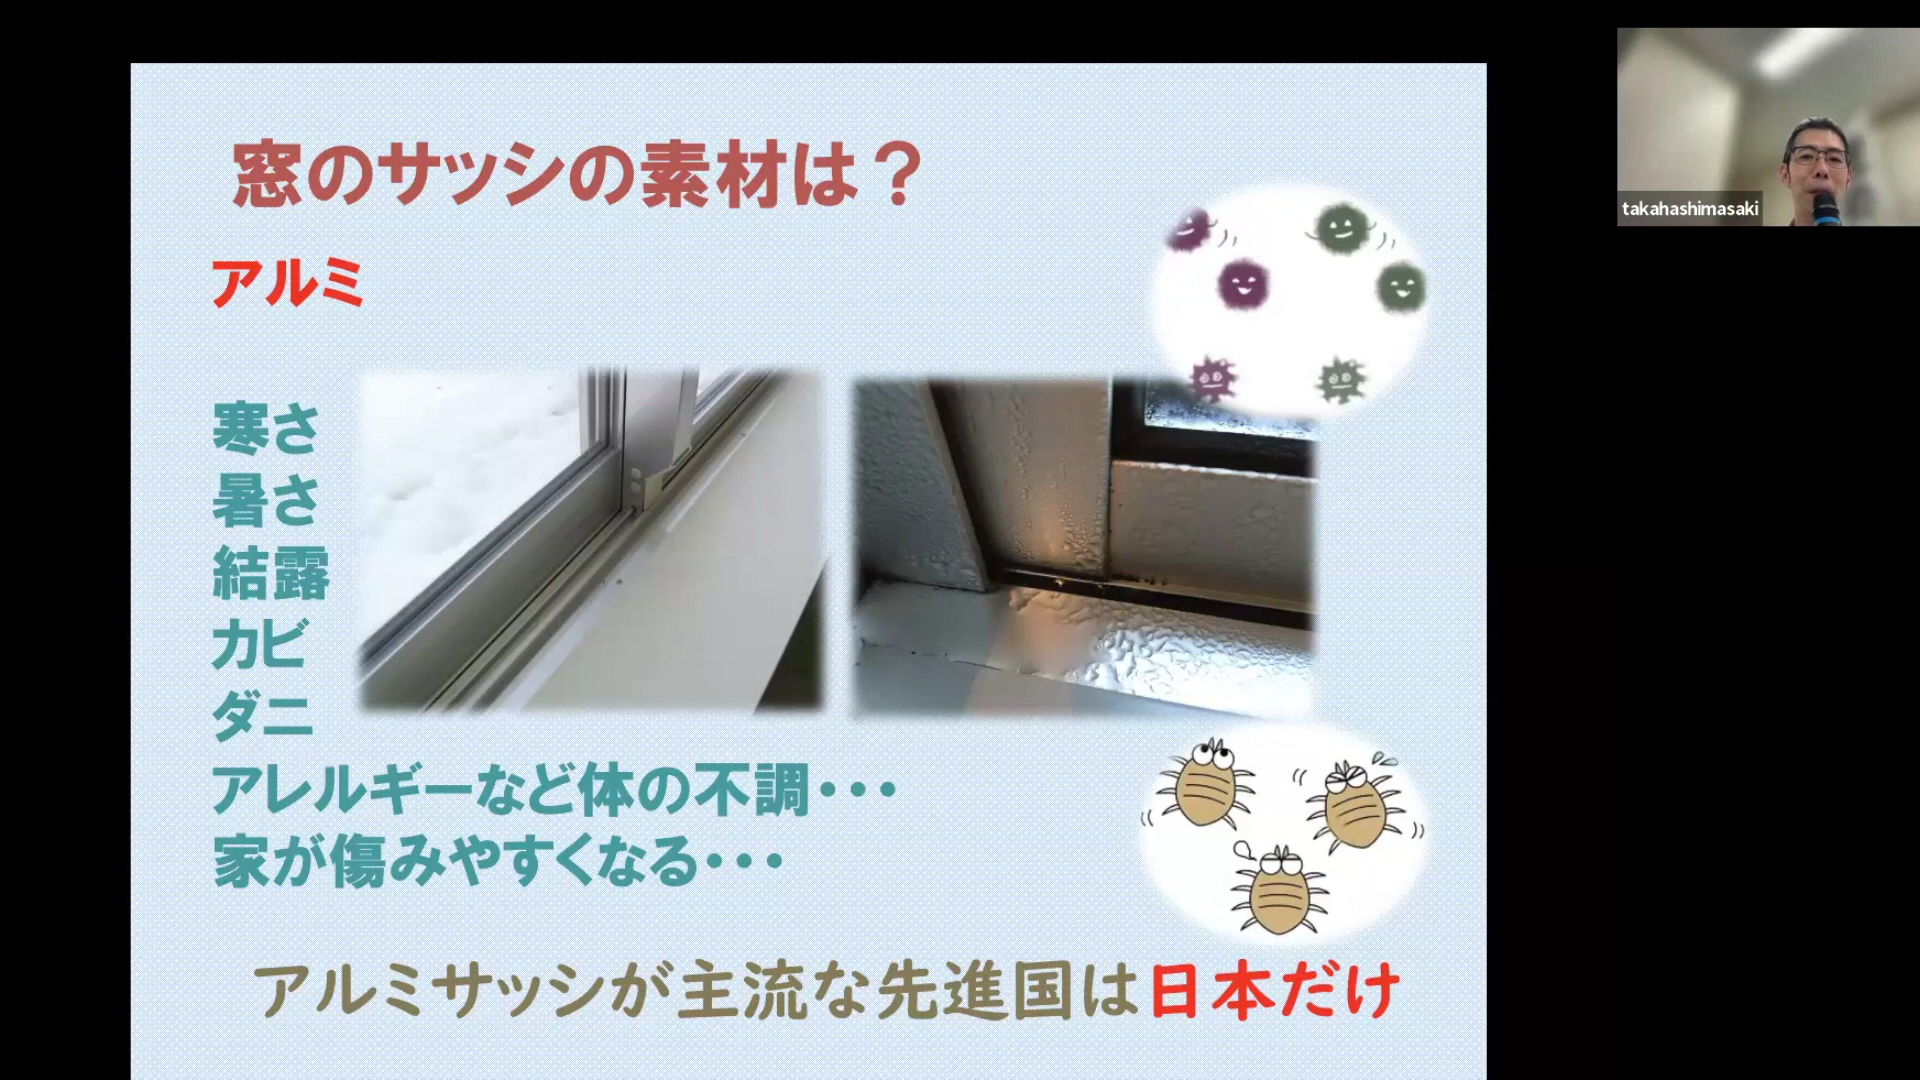 窓のサッシの素材は？
アルミ
寒さ
暑さ
結露
カビ
ダニ
アレルギーなど体の不調・・・
家が傷みやすくなる・・・
アルミサッシが主流な先進国は日本だけ
takahashimasaki